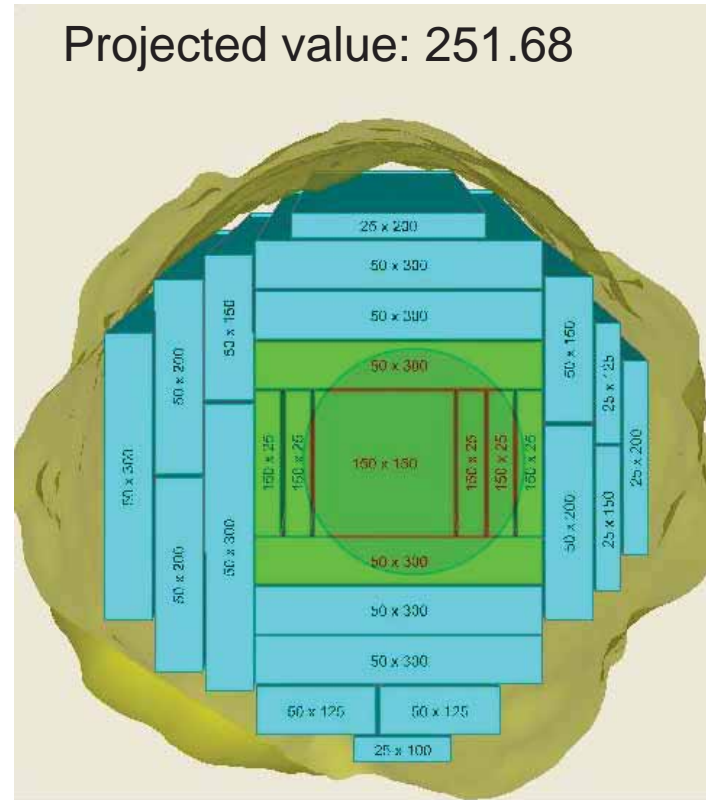 Projected value: 251.68
25 x 200
50 x 300
50 x 300
50 x 300
50 x 150
50 x 200
50 x 300
50 x 200
50 x 300
150 x 25
150 x 25
150 x 150
150 x 25
150 x 25
150 x 25
50 x 150
50 x 200
25 x 125
25 x 150
25 x 200
50 x 300
50 x 300
50 x 300
50 x 125
50 x 125
25 x 100